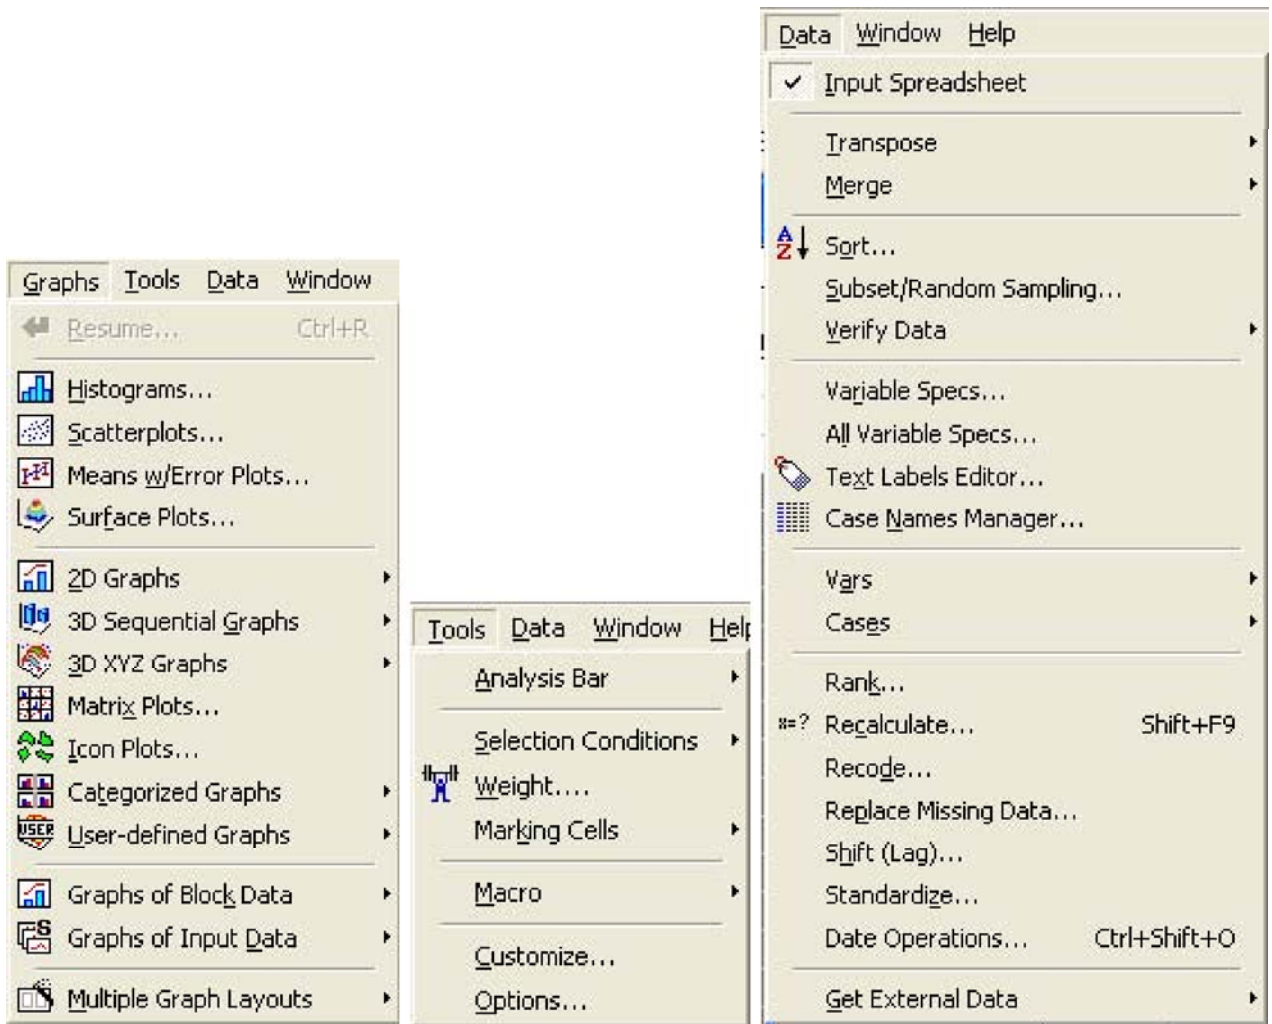 Graphs Tools Data Window
Resume... Ctrl+R
Histograms...
Scatterplots...
Means w/Error Plots...
Surface Plots...
2D Graphs
3D Sequential Graphs
3D XYZ Graphs
Matrix Plots...
Icon Plots...
Categorized Graphs
User-defined Graphs
USER
Graphs of Block Data
Graphs of Input Data
Multiple Graph Layouts
Tools Data Window Help
Analysis Bar
Selection Conditions
Weight....
Marking Cells
Macro
Customize...
Options...
Data Window Help
Input Spreadsheet
Transpose
Merge
A
Z
Sort...
Subset/Random Sampling...
Verify Data
Variable Specs...
All Variable Specs...
Text Labels Editor...
Case Names Manager...
Vars
Cases
Rank...
x=? Recalculate... Shift+F9
Recode...
Replace Missing Data...
Shift (Lag)...
Standardize...
Date Operations... Ctrl+Shift+O
Get External Data